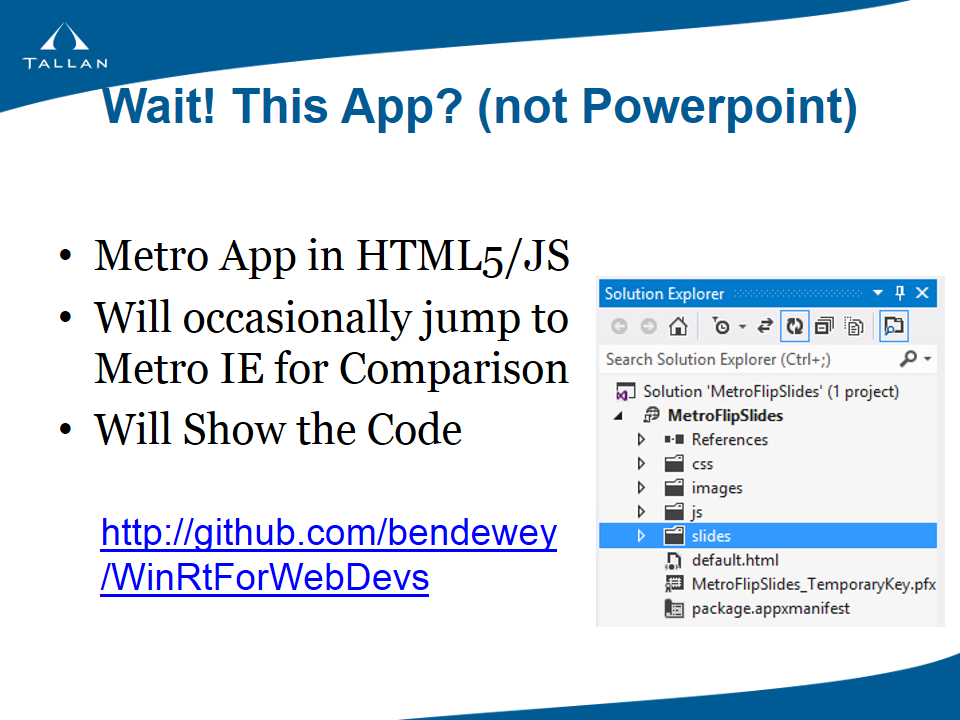 TALLAN
Wait! This App? (not Powerpoint)
• Metro App in HTML5/JS
• Will occasionally jump to
Metro IE for Comparison
• Will Show the Code
http://github.com/bendewey
/WinRtForWebDevs
Solution Explorer
Search Solution Explorer (Ctrl+;)
Solution 'MetroFlipSlides' (1 project)
MetroFlipSlides
References
css
images
js
slides
default.html
MetroFlipSlides_TemporaryKey.pfx
package.appxmanifest